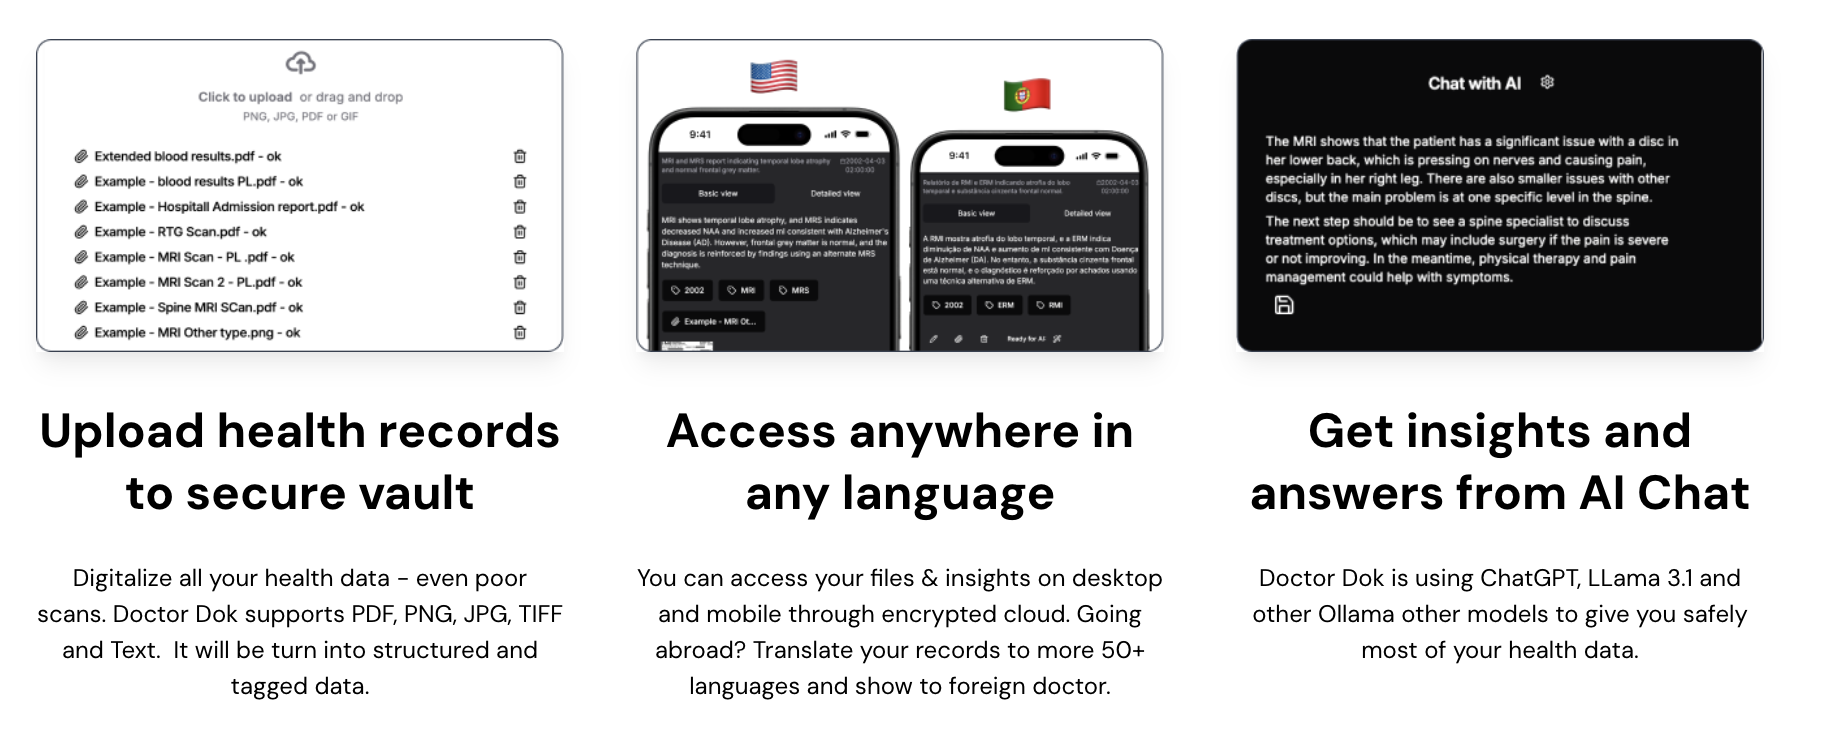 Click to upload or drag and drop
PNG, JPG, PDF or GIF
Extended blood results.pdf - ok
Example - blood results PL.pdf - ok
Example - Hospitall Admission report.pdf - ok
Example - RTG Scan.pdf - ok
Example - MRI Scan - PL .pdf - ok
Example - MRI Scan 2 - PL.pdf - ok
Example - Spine MRI SCan.pdf - ok
Example - MRI Other type.png - ok
Upload health records
to secure vault
Digitalize all your health data - even poor
scans. Doctor Dok supports PDF, PNG, JPG, TIFF
and Text. It will be turn into structured and
tagged data.
9:41
MRI and MRS report indicating temporal lobe atrophy
and normal frontal grey matter.
2002-04-03
02:00:00
Basic view Detailed view
MRI shows temporal lobe atrophy, and MRS indicates
decreased NAA and increased mI consistent with Alzheimer's
Disease (AD). However, frontal grey matter is normal, and the
diagnosis is reinforced by findings using an alternate MRS
technique.
2002 MRI MRS
Example - MRI Ot...
9:41
Relatório de RMI e ERM indicando atrofia do lobo
temporal e substância cinzenta frontal normal.
2002-04-03
02:00:00
Basic view Detailed view
A RMI mostra atrofia do lobo temporal, e a ERM indica
diminuição de NAA e aumento de mI consistente com Doença
de Alzheimer (DA). No entanto, a substância cinzenta frontal
está normal, e o diagnóstico é reforçado por achados usando
uma técnica alternativa de ERM.
2002 ERM RMI
Ready for AI:
Access anywhere in
any language
You can access your files & insights on desktop
and mobile through encrypted cloud. Going
abroad? Translate your records to more 50+
languages and show to foreign doctor.
Chat with AI
The MRI shows that the patient has a significant issue with a disc in
her lower back, which is pressing on nerves and causing pain,
especially in her right leg. There are also smaller issues with other
discs, but the main problem is at one specific level in the spine.
The next step should be to see a spine specialist to discuss
treatment options, which may include surgery if the pain is severe
or not improving. In the meantime, physical therapy and pain
management could help with symptoms.
Get insights and
answers from AI Chat
Doctor Dok is using ChatGPT, LLama 3.1 and
other Ollama other models to give you safely
most of your health data.